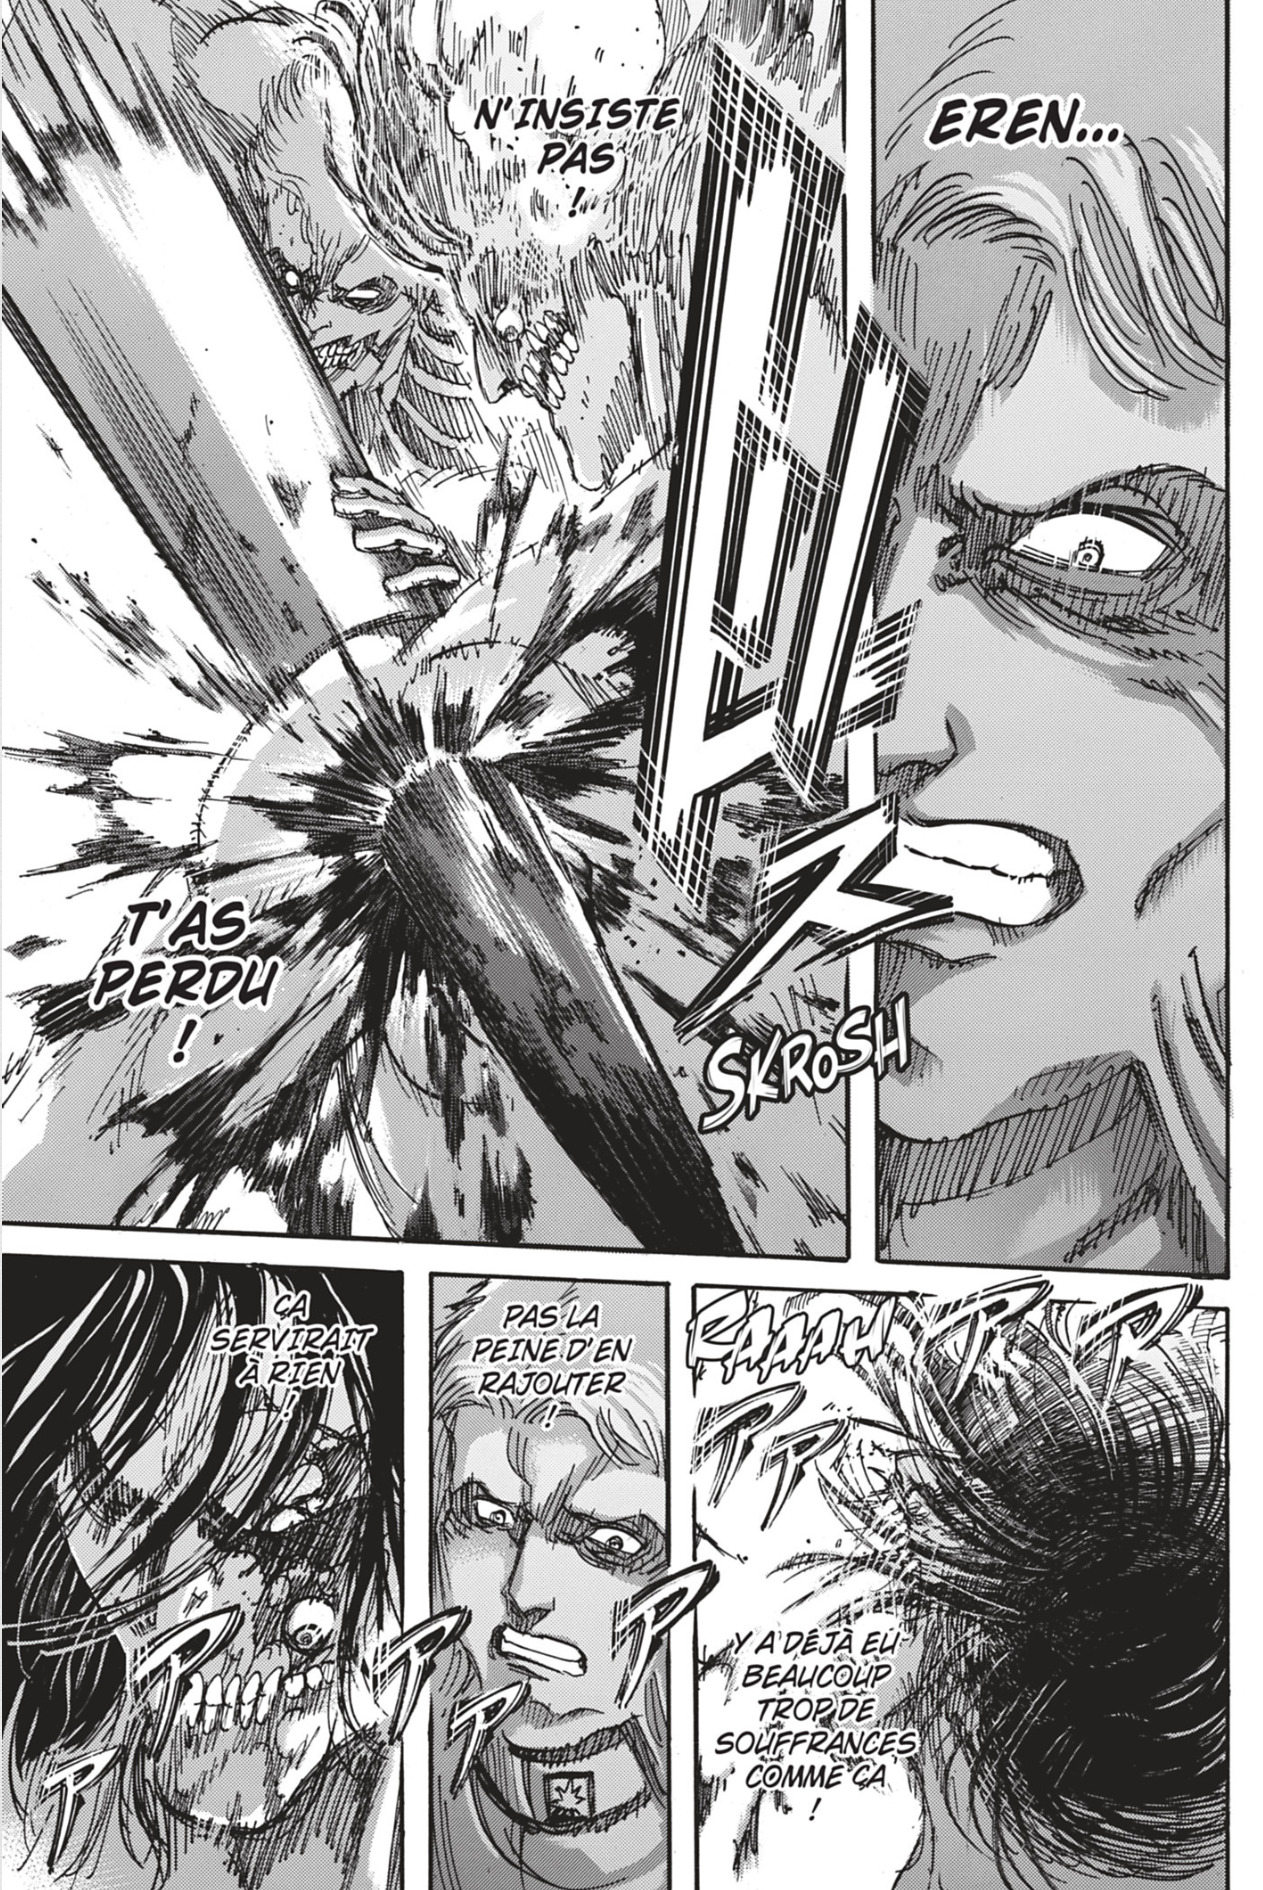 EREN...
N'INSISTE
PAS
!
T'AS
PERDU
!
SKROSH
RAAAAH
Y A DÉJÀ EU
BEAUCOUP
TROP DE
SOUFFRANCES
COMME ÇA
!
PAS LA
PEINE D'EN
RAJOUTER
!
ÇA
SERVIRAIT
À RIEN
!